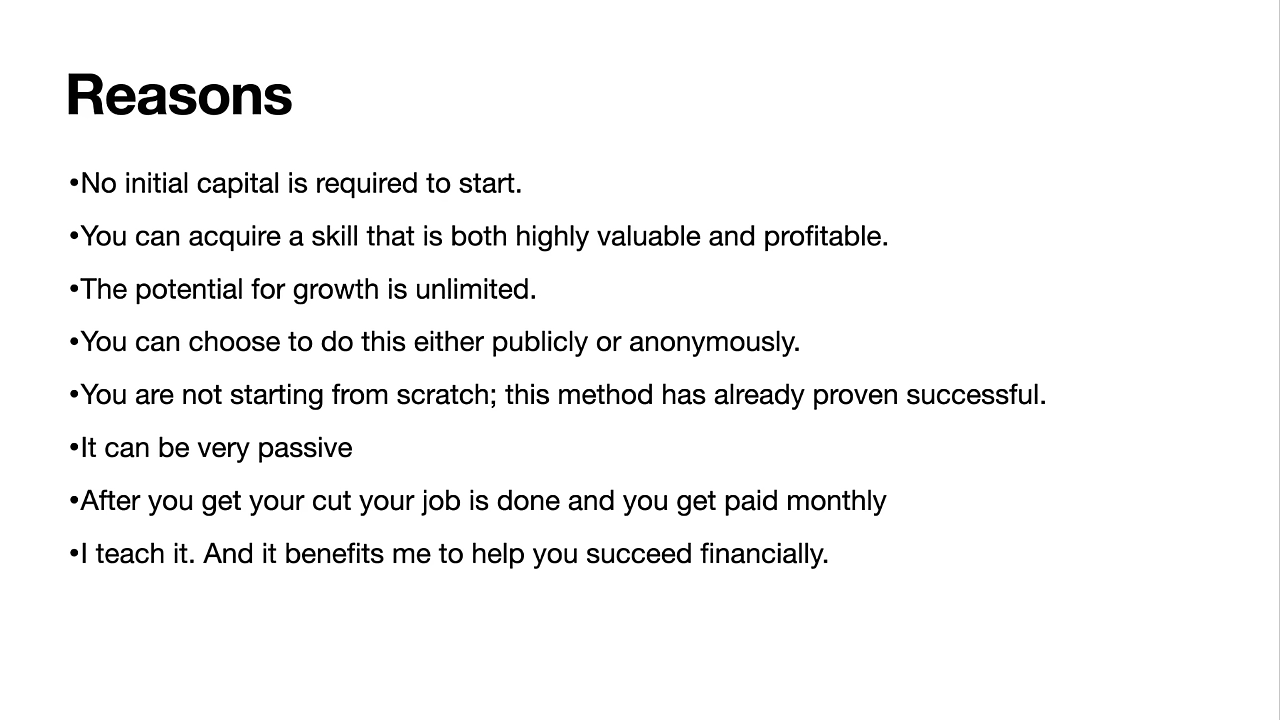 Reasons
•No initial capital is required to start.
•You can acquire a skill that is both highly valuable and profitable.
•The potential for growth is unlimited.
•You can choose to do this either publicly or anonymously.
•You are not starting from scratch; this method has already proven successful.
•It can be very passive
•After you get your cut your job is done and you get paid monthly
•I teach it. And it benefits me to help you succeed financially.